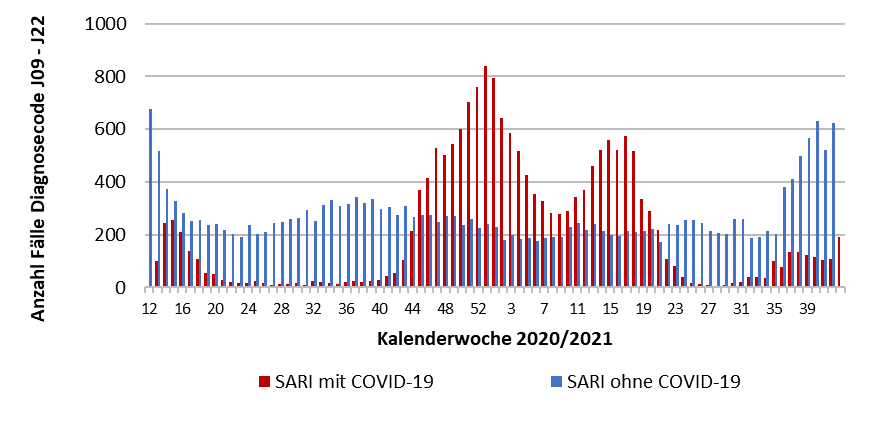 Anzahl Fälle Diagnosecode J09 - J22
1000
800
600
400
200
0
12 16 20 24 28 32 36 40 44 48 52 3 7 11 15 19 23 27 31 35 39
Kalenderwoche 2020/2021
SARI mit COVID-19 SARI ohne COVID-19